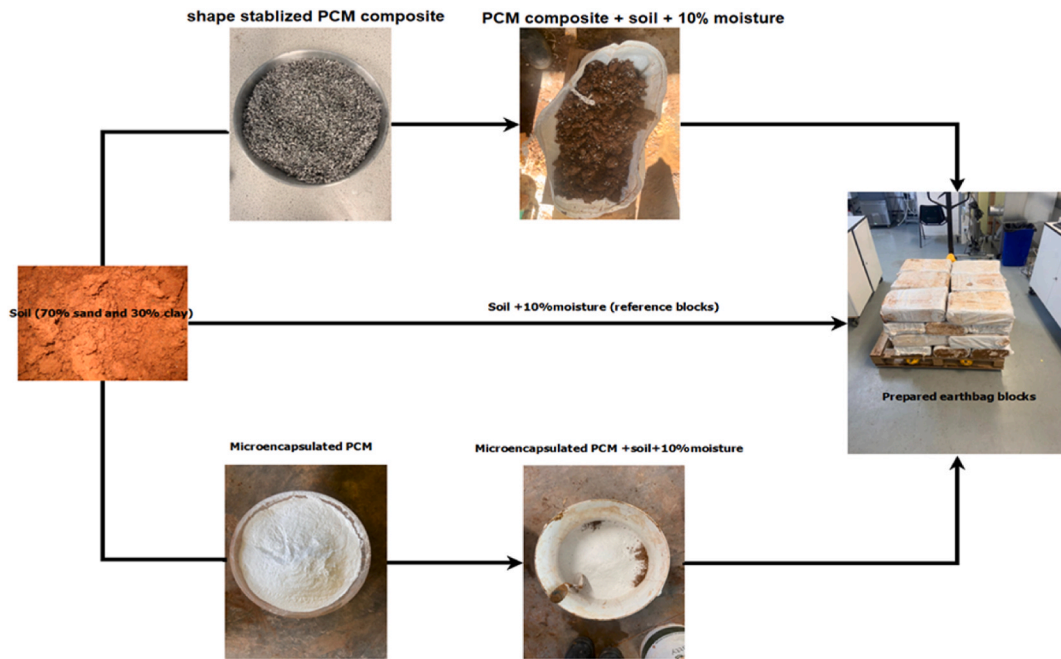 shape stablized PCM composite
PCM composite + soil + 10% moisture
Soil (70% sand and 30% clay)
Soil +10%moisture (reference blocks)
Prepared earthbag blocks
Microencapsulated PCM
Microencapsulated PCM +soil+10%moisture